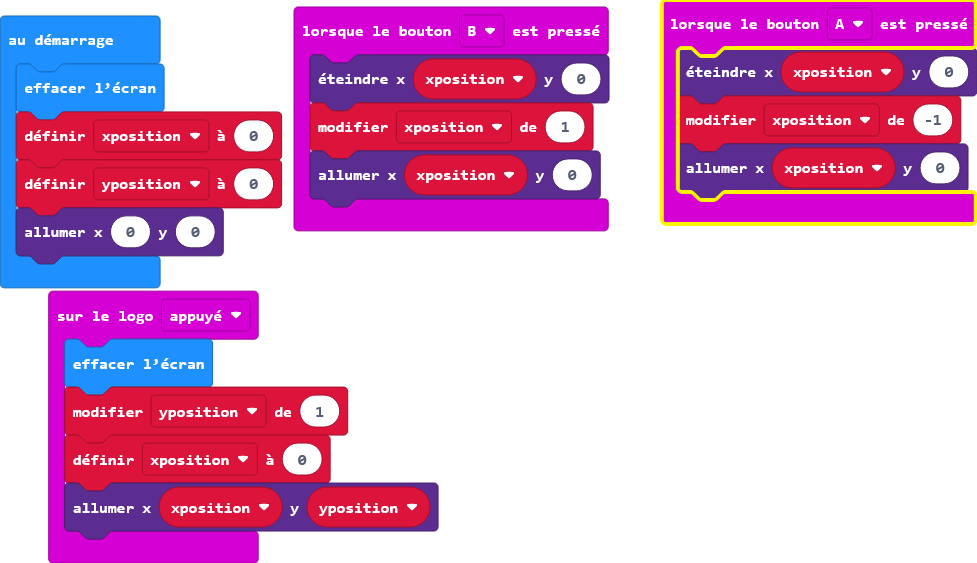 au démarrage
effacer l'écran
définir xposition à 0
définir yposition à 0
allumer x 0 y 0
lorsque le bouton B est pressé
éteindre x xposition y 0
modifier xposition de 1
allumer x xposition y 0
lorsque le bouton A est pressé
éteindre x xposition y 0
modifier xposition de -1
allumer x xposition y 0
sur le logo appuyé
effacer l'écran
modifier yposition de 1
définir xposition à 0
allumer x xposition y yposition